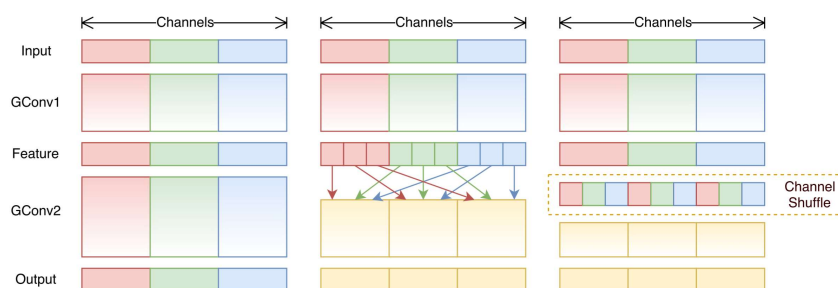 Channels Channels Channels
Input
GConv1
Feature
GConv2
Channel
Shuffle
Output